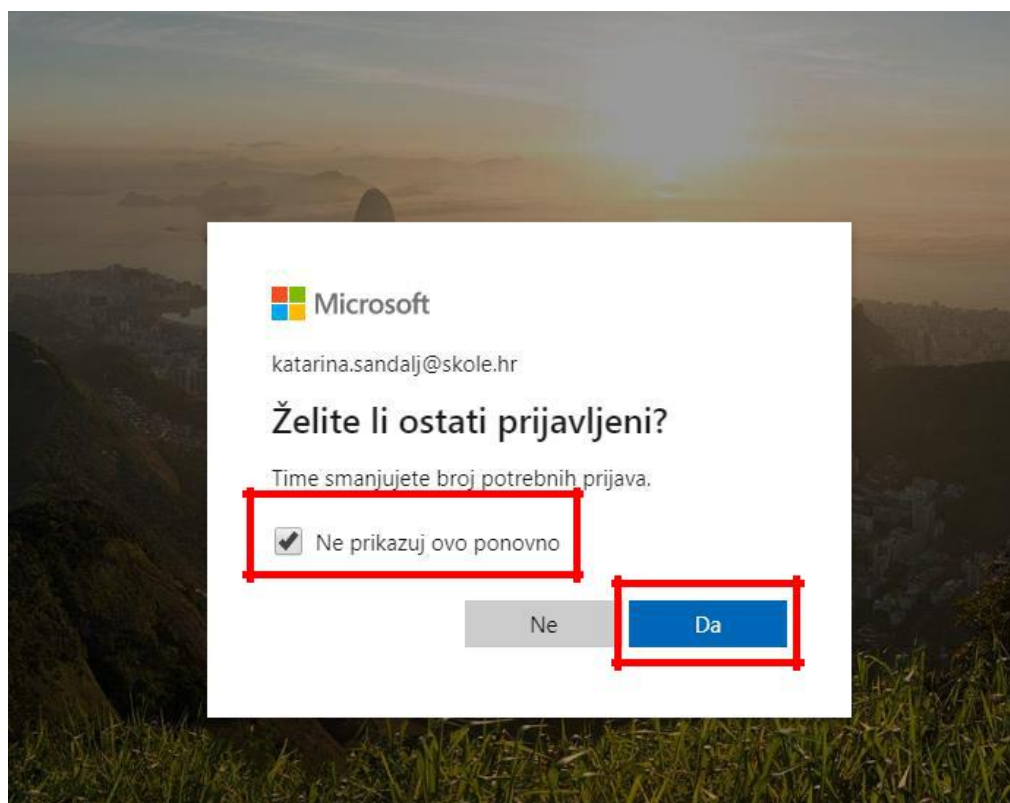 Microsoft
katarina.sandalj@skole.hr
Želite li ostati prijavljeni?
Time smanjujete broj potrebnih prijava.
Ne prikazuj ovo ponovno
Ne
Da